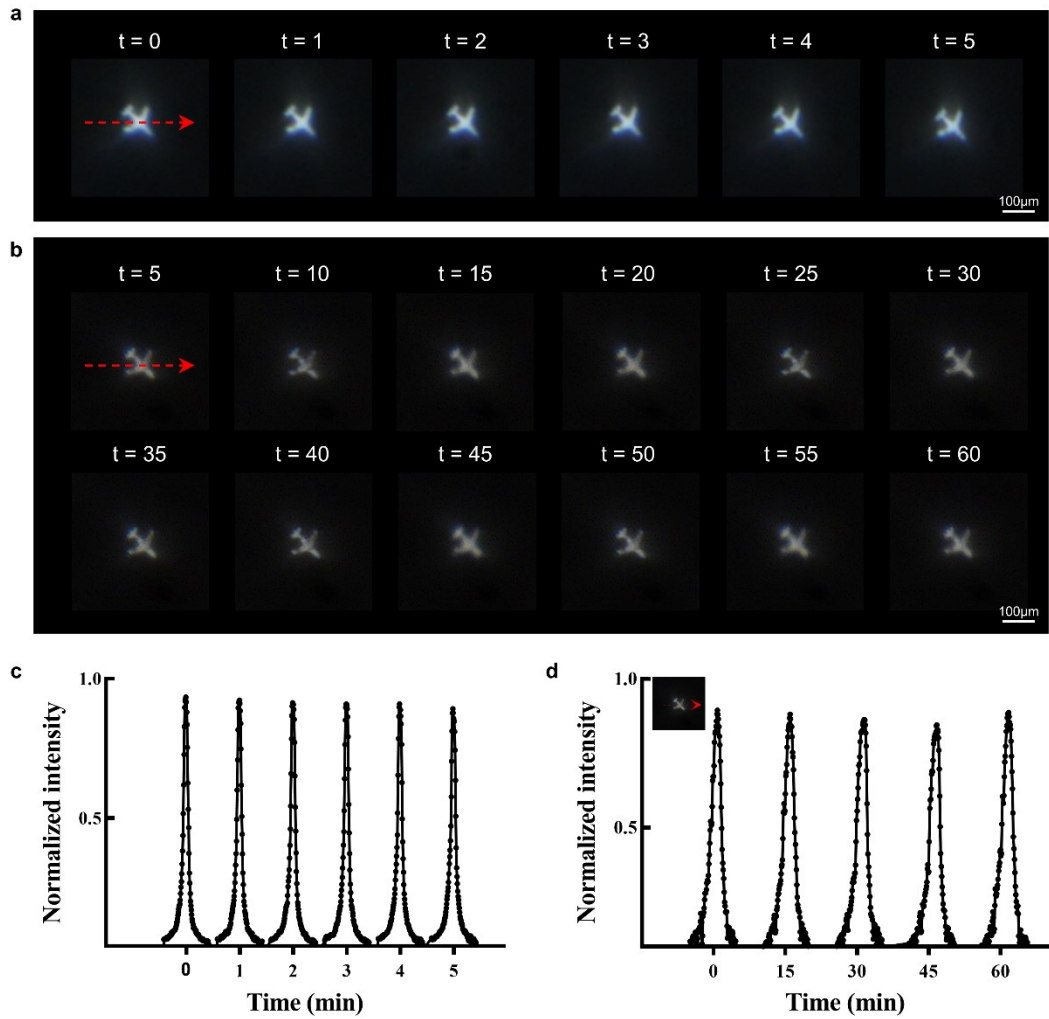 a
t = 0 t = 1 t = 2 t = 3 t = 4 t = 5
100μm
b
t = 5 t = 10 t = 15 t = 20 t = 25 t = 30
t = 35 t = 40 t = 45 t = 50 t = 55 t = 60
100μm
c
1.0
0.5
Normalized intensity
0 1 2 3 4 5
Time (min)
d
1.0
0.5
Normalized intensity
0 15 30 45 60
Time (min)